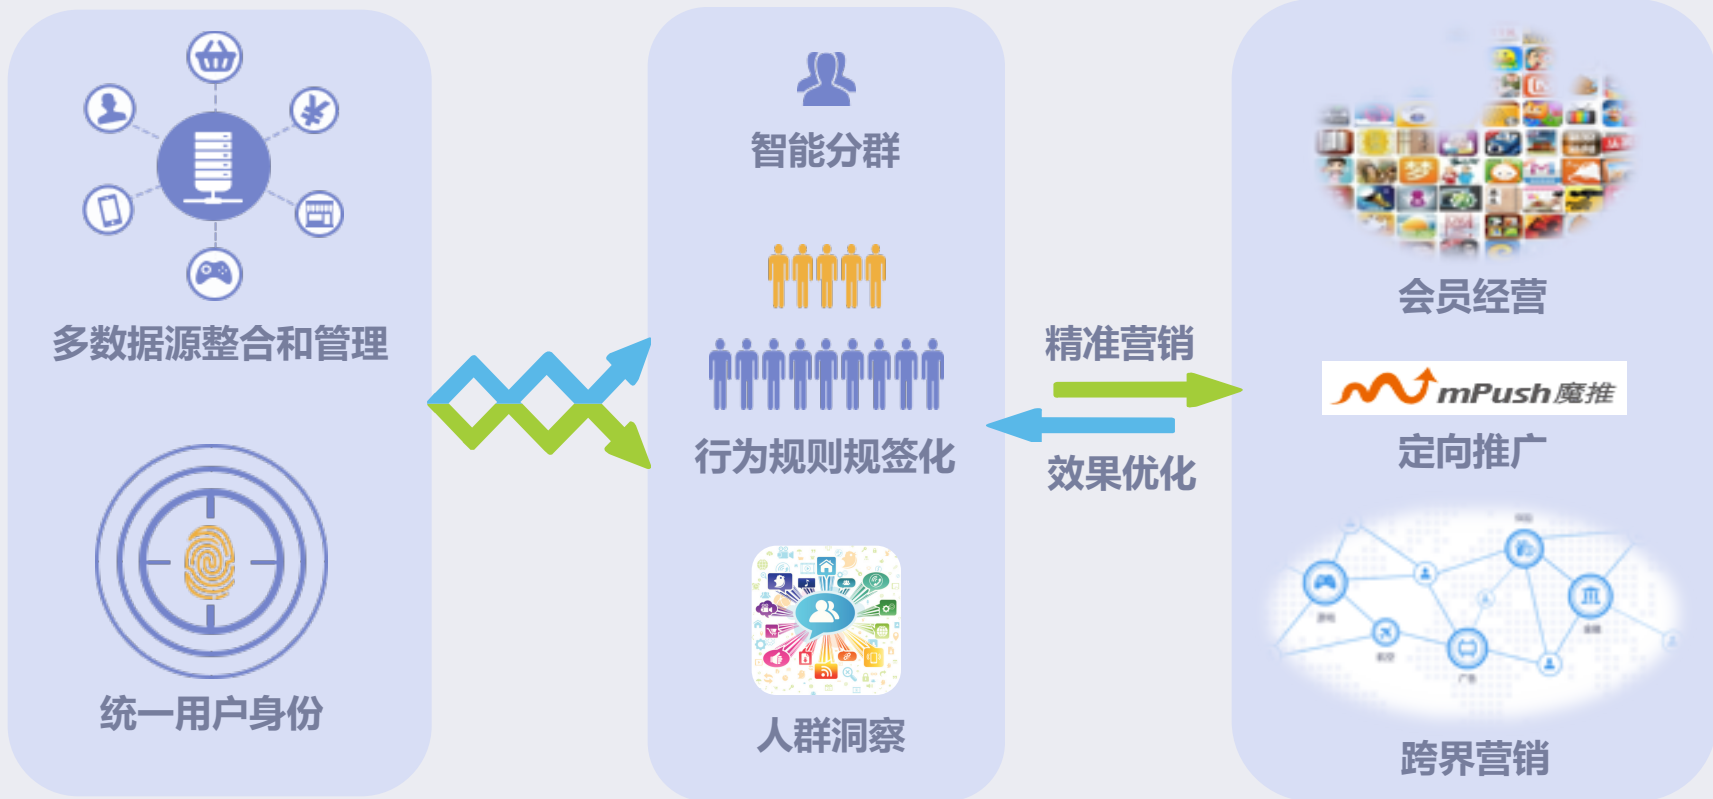 多数据源整合和管理
统一用户身份
智能分群
行为规则规签化
人群洞察
精准营销
效果优化
会员经营
mPush魔推
定向推广
跨界营销